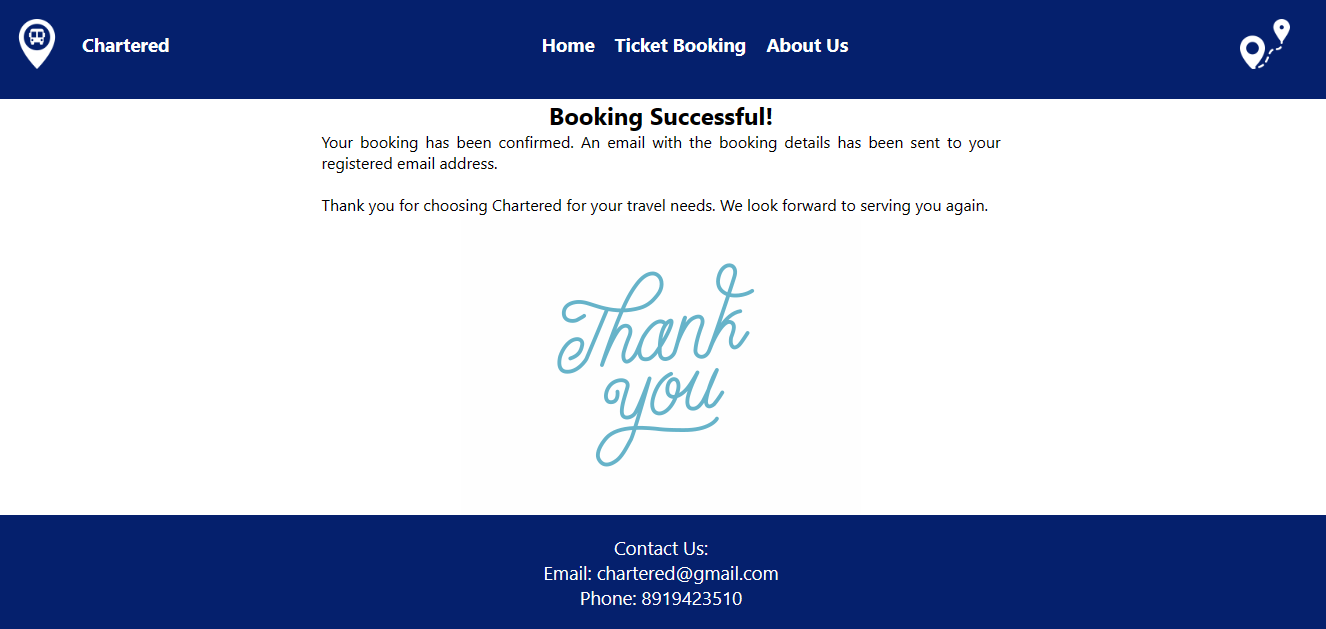 Chartered
Home Ticket Booking About Us
Booking Successful!
Your booking has been confirmed. An email with the booking details has been sent to your
registered email address.
Thank you for choosing Chartered for your travel needs. We look forward to serving you again.
Thank
you
Contact Us:
Email: chartered@gmail.com
Phone: 8919423510